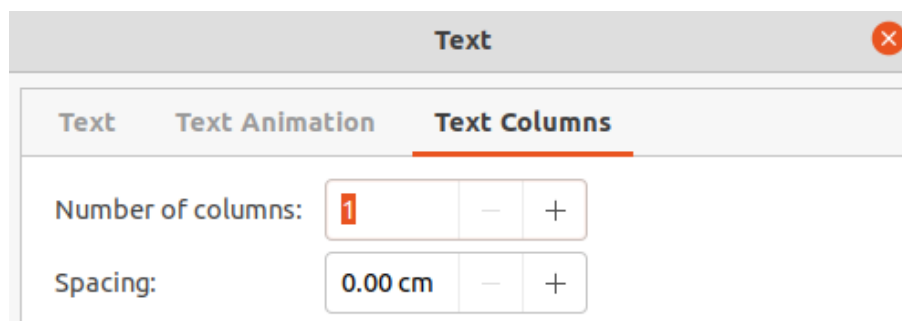 Text
Text Text Animation Text Columns
Number of columns: 1
Spacing: 0.00 cm